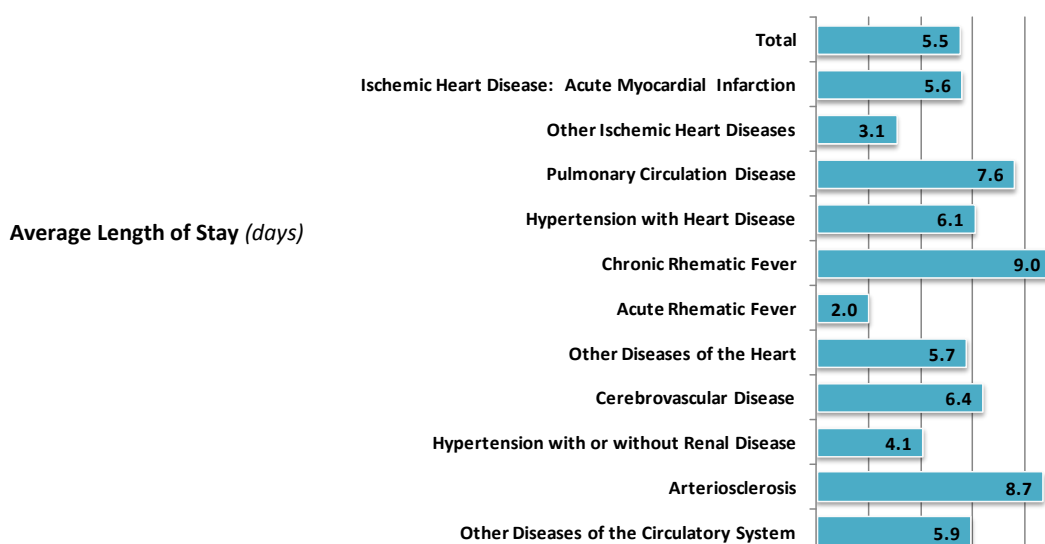 Total 5.5
Ischemic Heart Disease: Acute Myocardial Infarction 5.6
Other Ischemic Heart Diseases 3.1
Pulmonary Circulation Disease 7.6
Hypertension with Heart Disease 6.1
Average Length of Stay (days)
Chronic Rhematic Fever 9.0
Acute Rhematic Fever 2.0
Other Diseases of the Heart 5.7
Cerebrovascular Disease 6.4
Hypertension with or without Renal Disease 4.1
Arteriosclerosis 8.7
Other Diseases of the Circulatory System 5.9